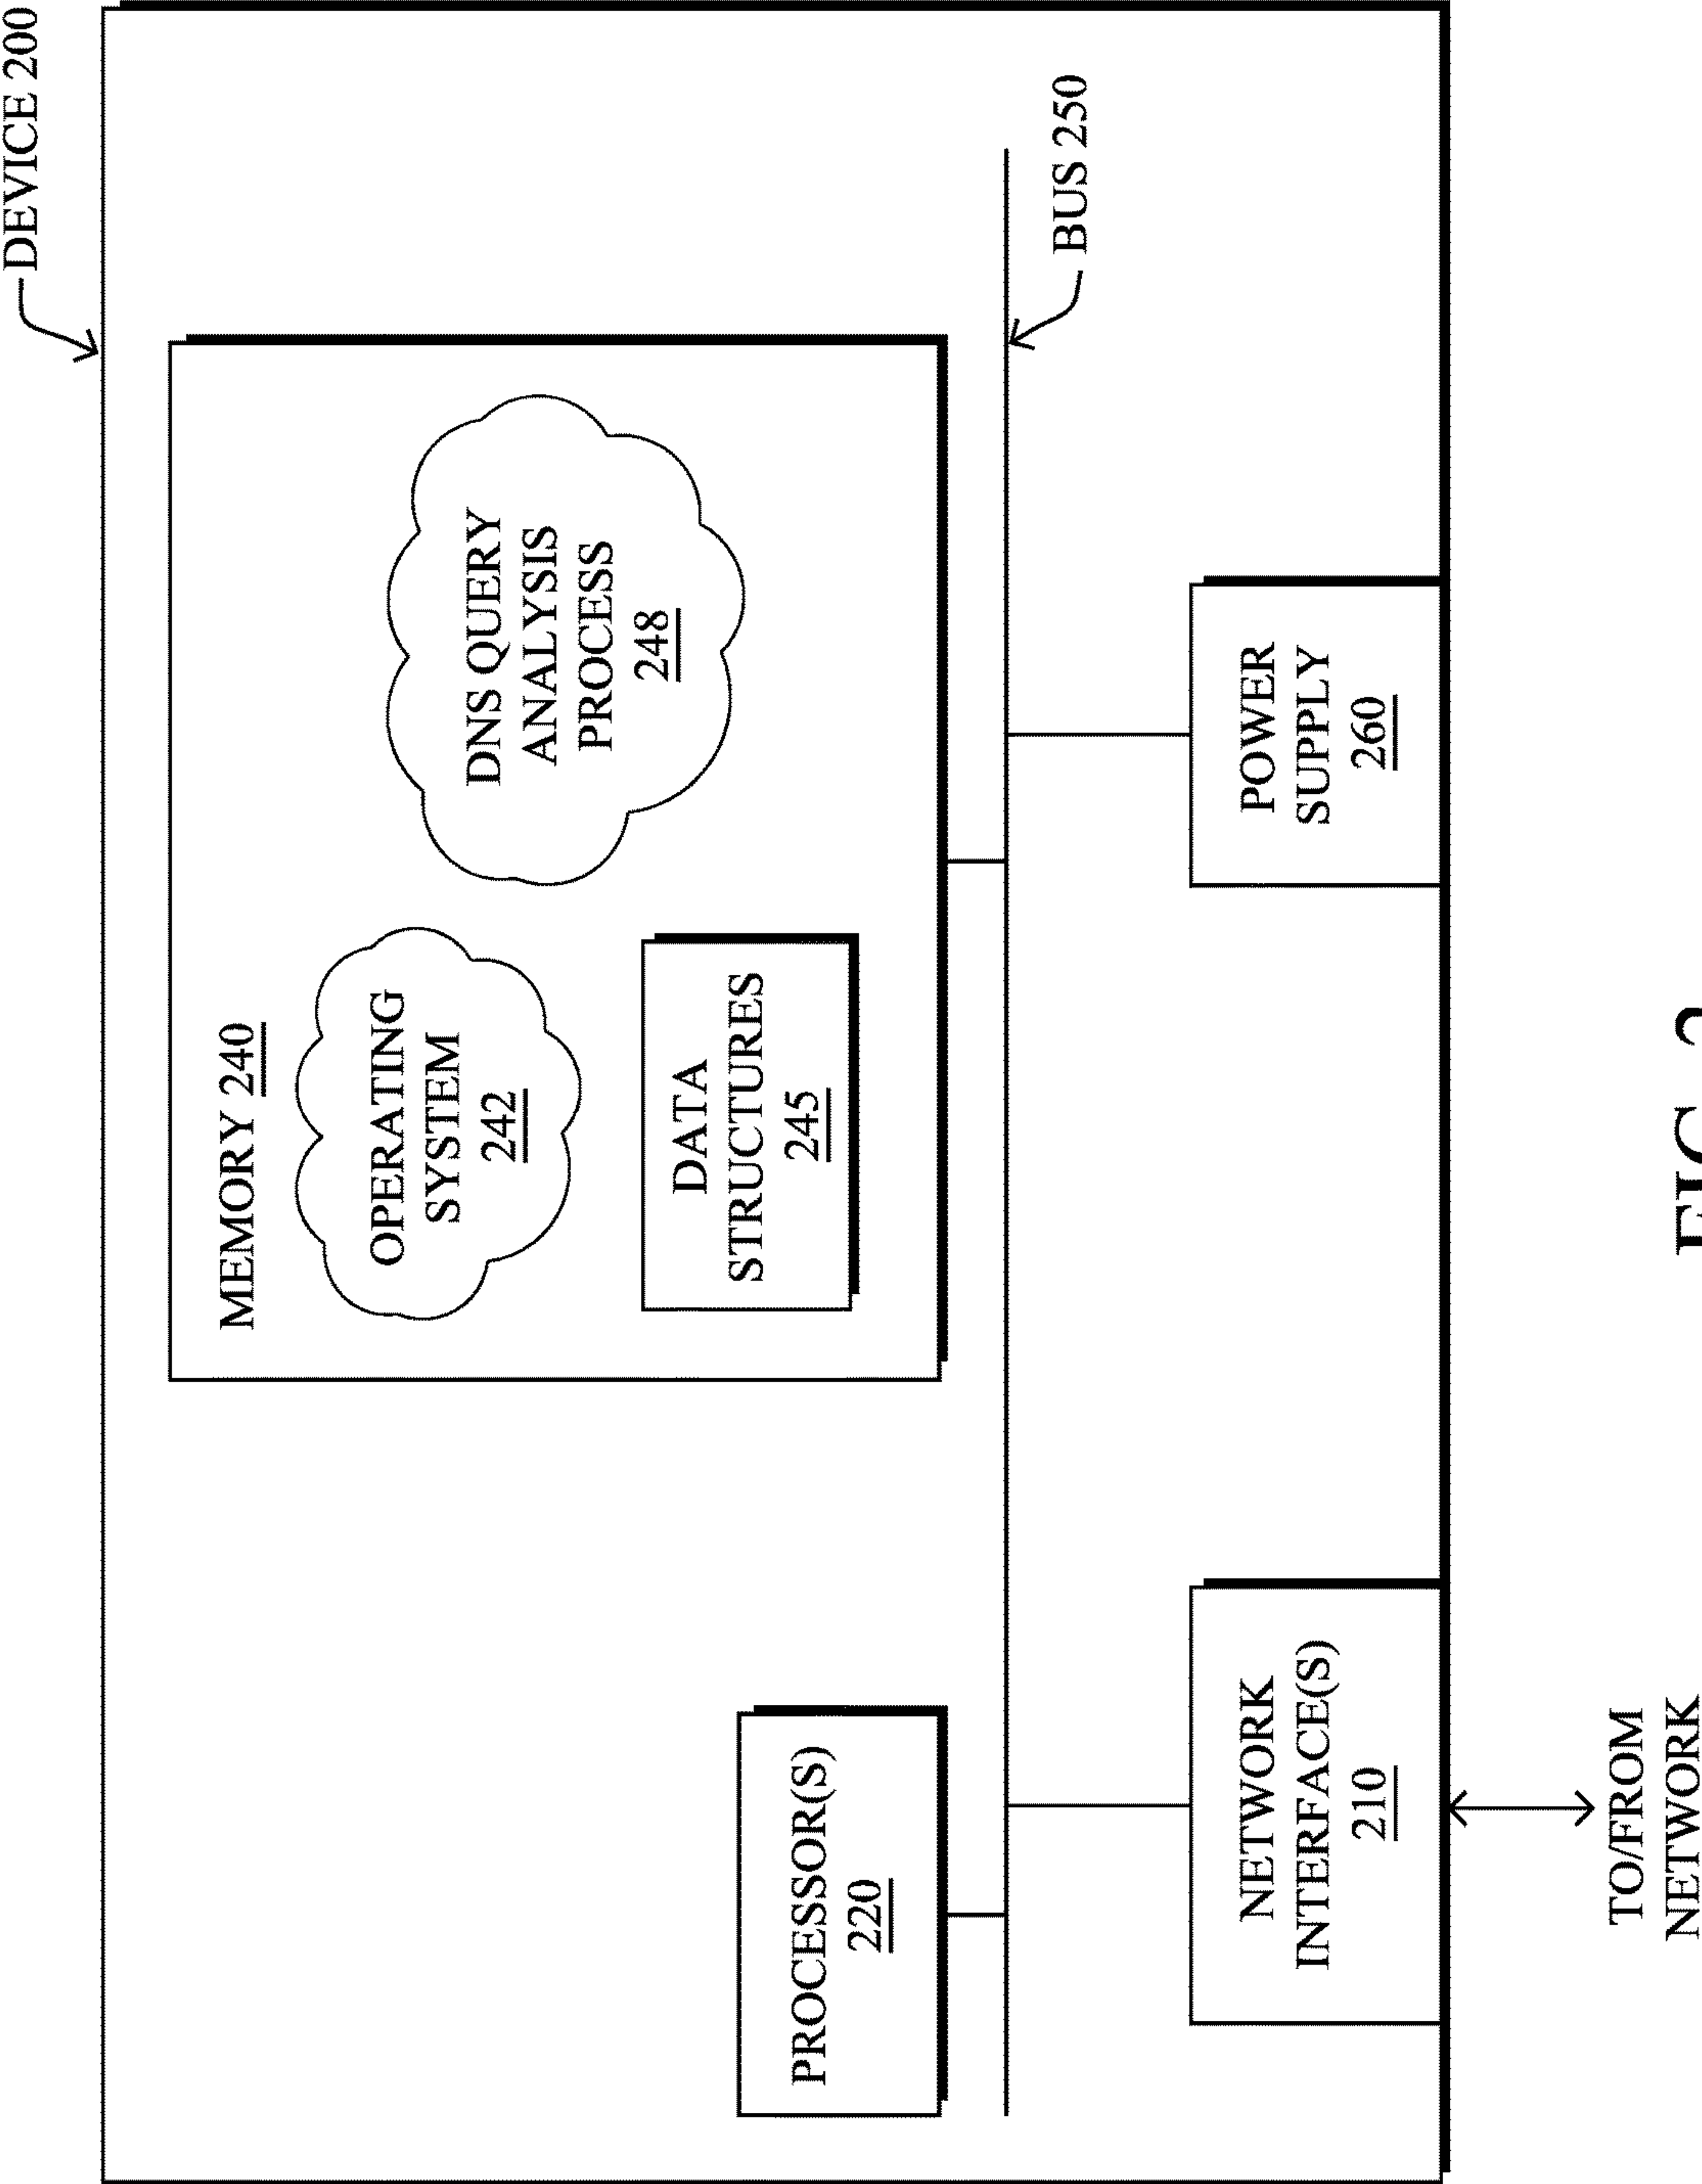 DEVICE 200
MEMORY 240
OPERATING
SYSTEM
242
DATA
STRUCTURES
245
DNS QUERY
ANALYSIS
PROCESS
248
PROCESSOR(S)
220
BUS 250
NETWORK
INTERFACE(S)
210
POWER
SUPPLY
260
TO/FROM
NETWORK